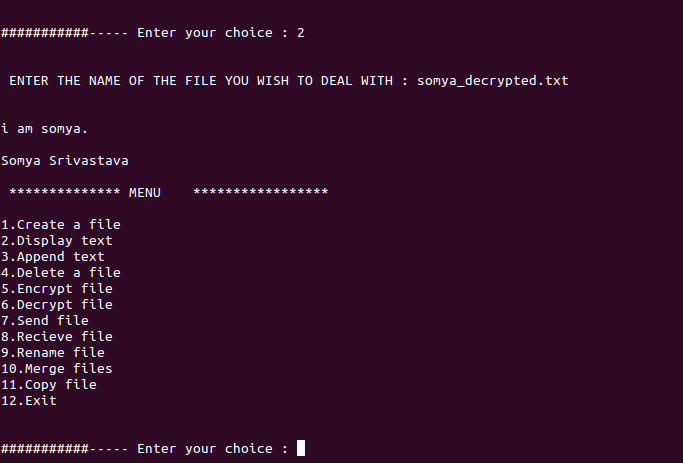 ###########----- Enter your choice : 2
ENTER THE NAME OF THE FILE YOU WISH TO DEAL WITH : somya_decrypted.txt
i am somya.
Somya Srivastava
************** MENU    *****************
1.Create a file
2.Display text
3.Append text
4.Delete a file
5.Encrypt file
6.Decrypt file
7.Send file
8.Recieve file
9.Rename file
10.Merge files
11.Copy file
12.Exit
###########----- Enter your choice :